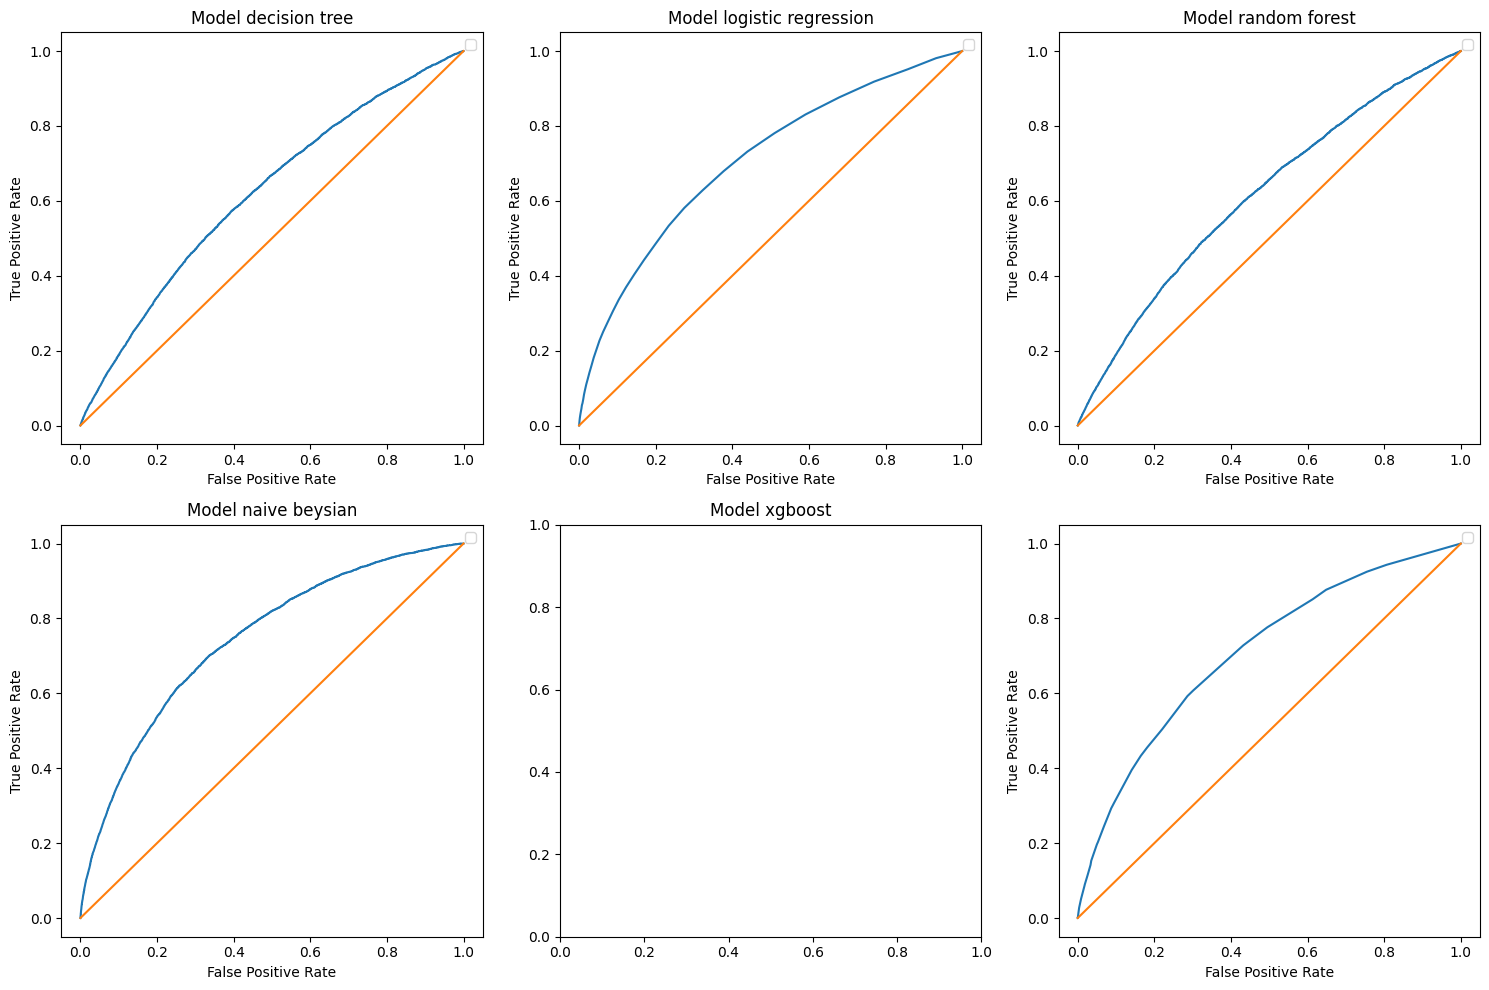 Model decision tree
1.0
0.8
0.6
0.4
0.2
0.0
True Positive Rate
0.0 0.2 0.4 0.6 0.8 1.0
False Positive Rate
Model logistic regression
1.0
0.8
0.6
0.4
0.2
0.0
True Positive Rate
0.0 0.2 0.4 0.6 0.8 1.0
False Positive Rate
Model random forest
1.0
0.8
0.6
0.4
0.2
0.0
True Positive Rate
0.0 0.2 0.4 0.6 0.8 1.0
False Positive Rate
Model naive beysian
1.0
0.8
0.6
0.4
0.2
0.0
True Positive Rate
0.0 0.2 0.4 0.6 0.8 1.0
False Positive Rate
Model xgboost
1.0
0.8
0.6
0.4
0.2
0.0
0.0 0.2 0.4 0.6 0.8 1.0
1.0
0.8
0.6
0.4
0.2
0.0
True Positive Rate
0.0 0.2 0.4 0.6 0.8 1.0
False Positive Rate